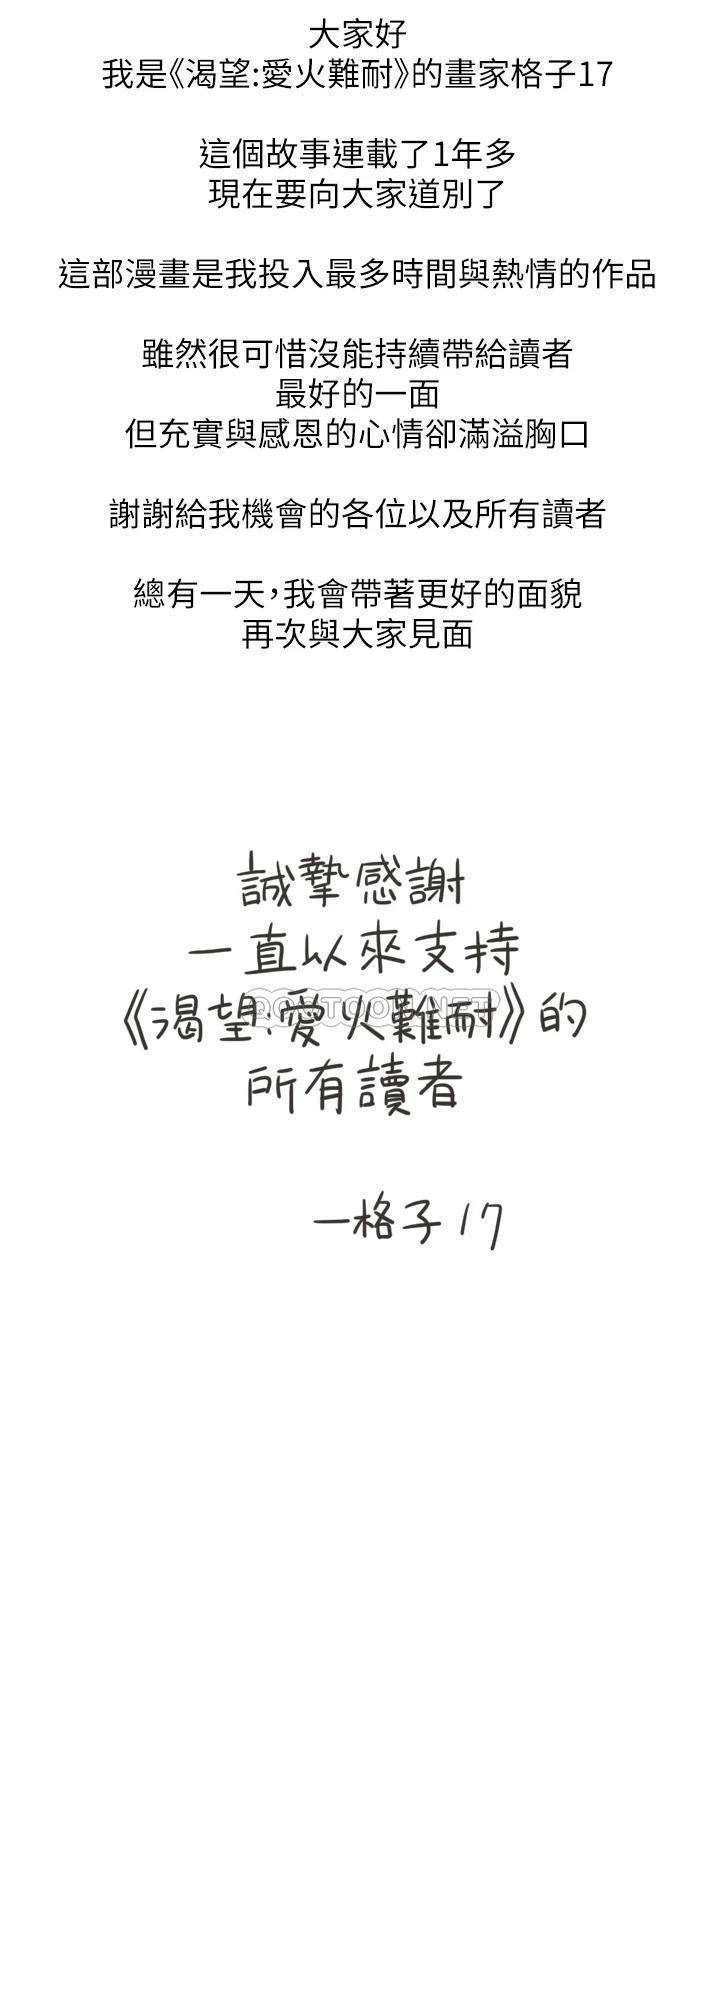 大家好
我是《渴望:愛火難耐》的畫家格子17
這個故事連載了1年多
現在要向大家道別了
這部漫畫是我投入最多時間與熱情的作品
雖然很可惜沒能持續帶給讀者
最好的一面
但充實與感恩的心情卻滿溢胸口
謝謝給我機會的各位以及所有讀者
總有一天，我會帶著更好的面貌
再次與大家見面
誠摯感謝
一直以來支持
《渴望:愛火難耐》的
所有讀者
—格子17